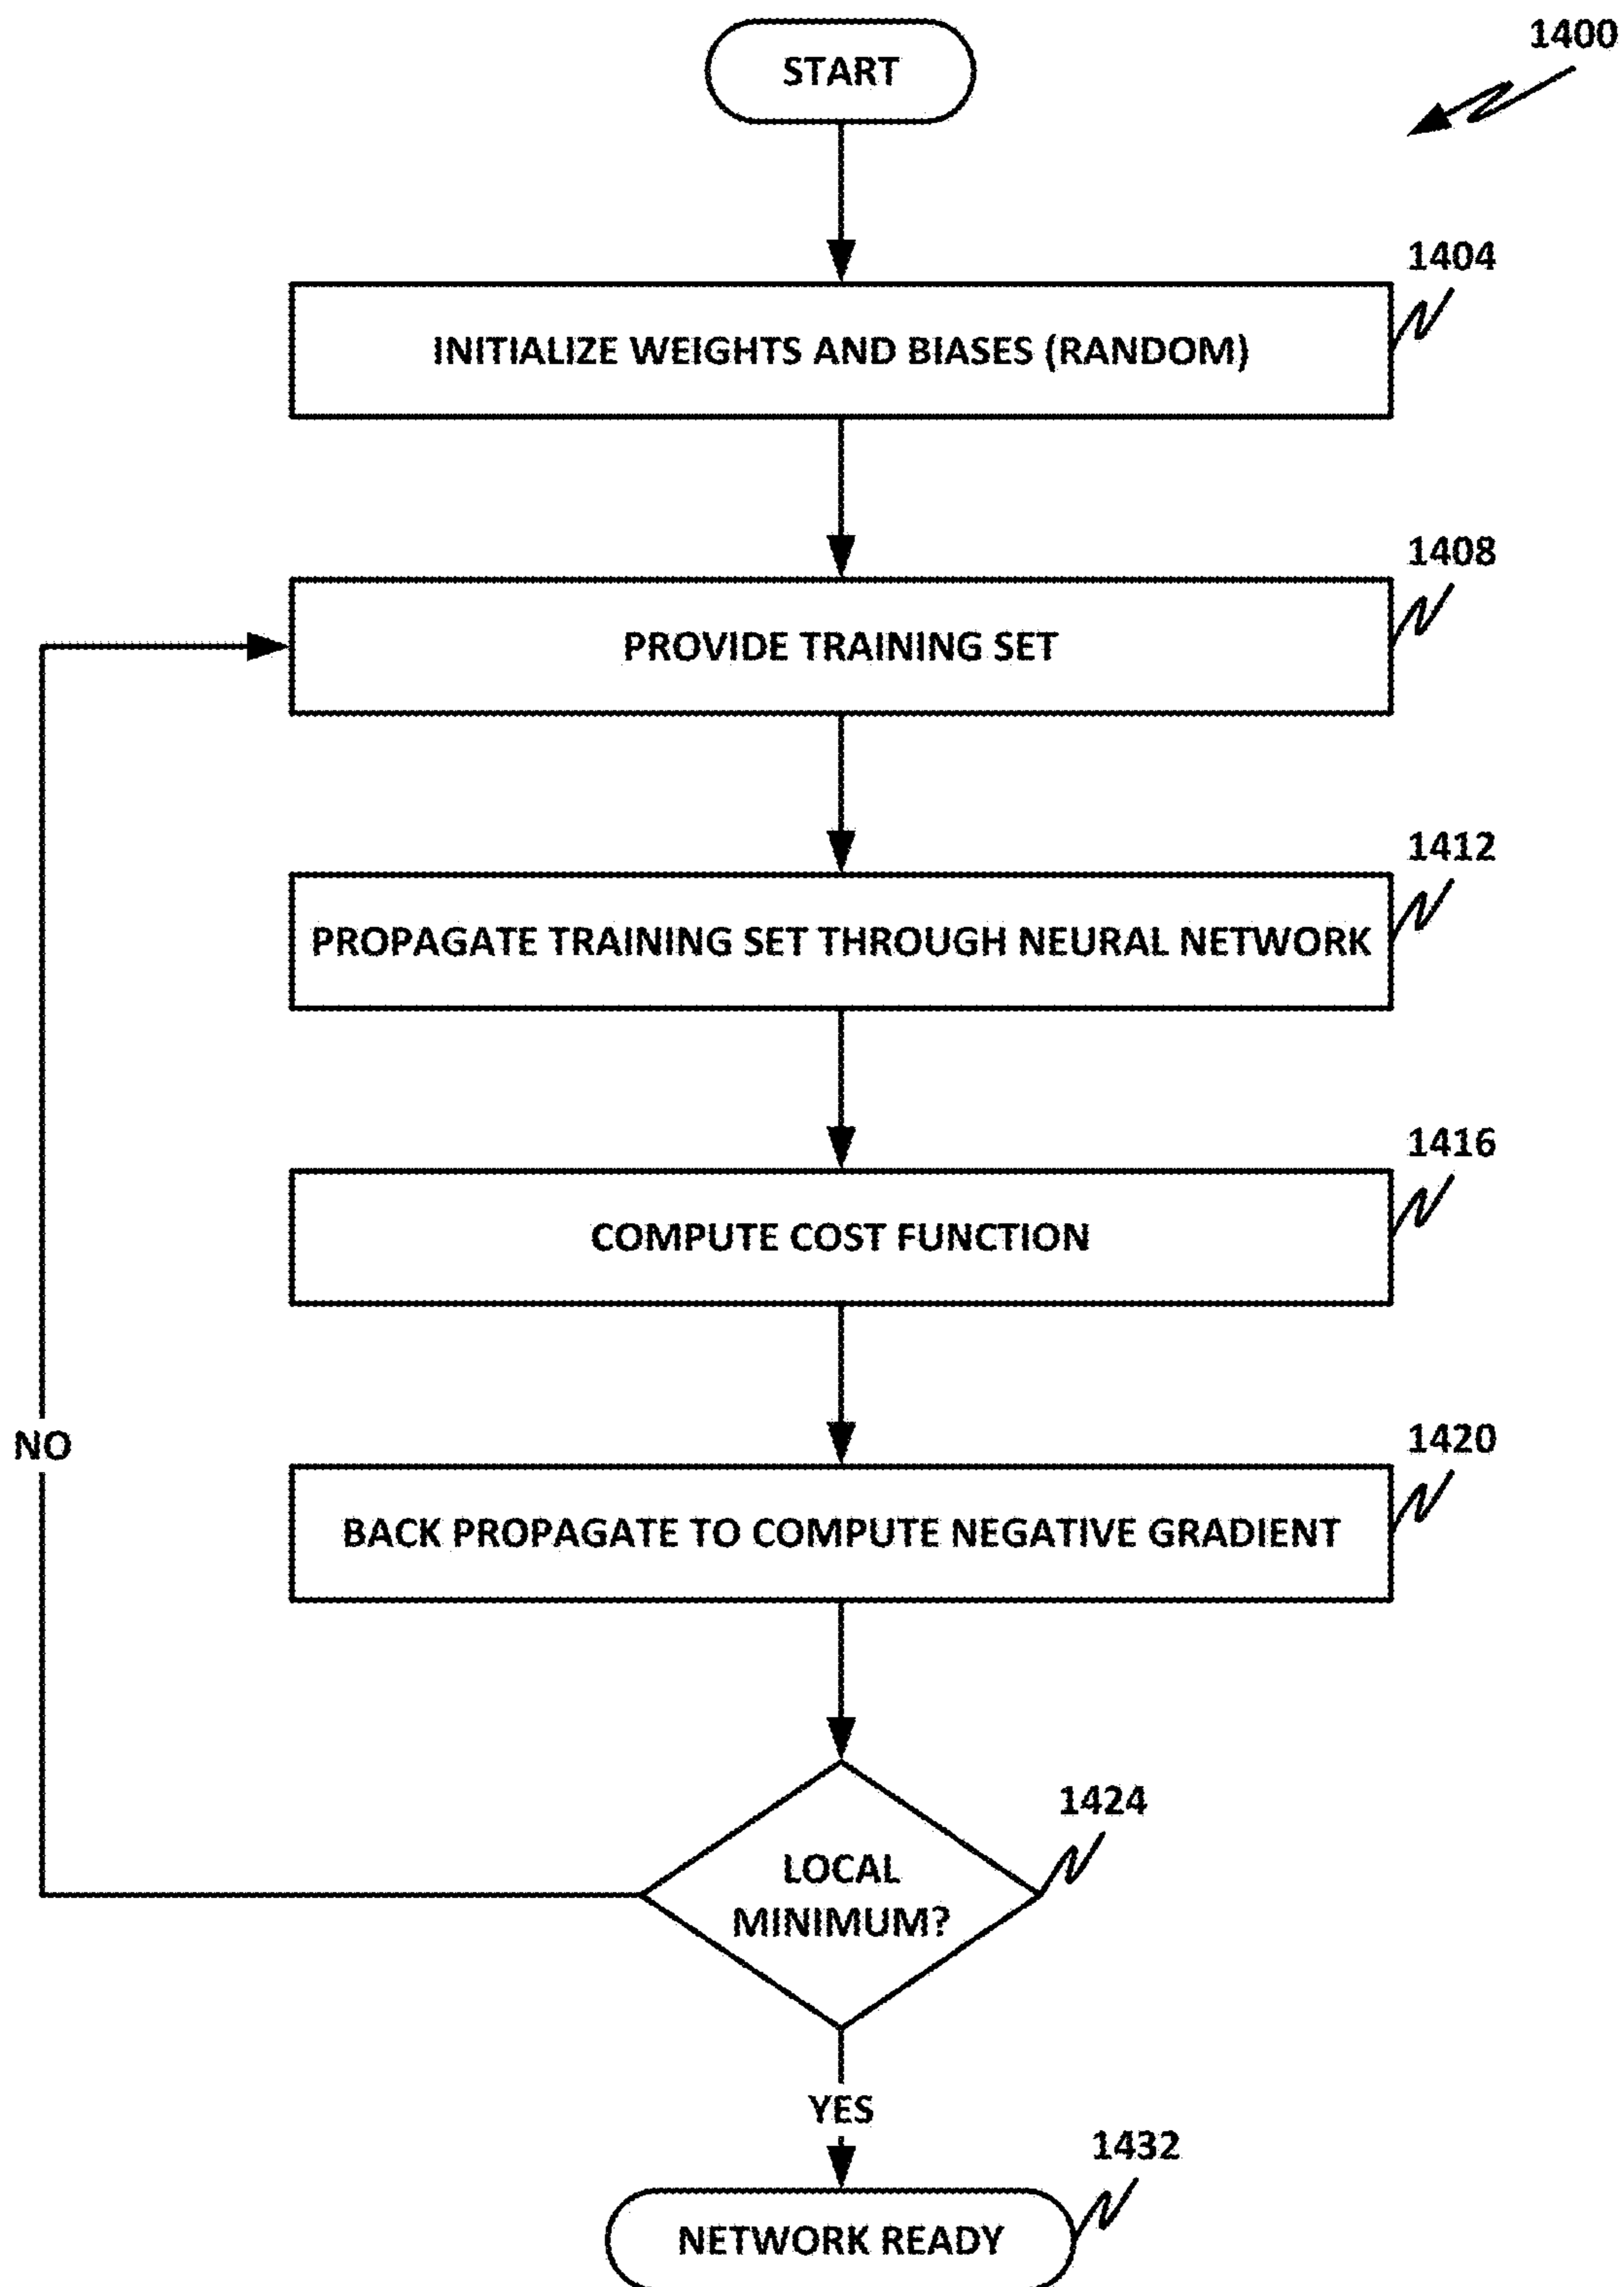 1400
START
1404
INITIALIZE WEIGHTS AND BIASES (RANDOM)
1408
PROVIDE TRAINING SET
1412
PROPAGATE TRAINING SET THROUGH NEURAL NETWORK
1416
COMPUTE COST FUNCTION
NO
1420
BACK PROPAGATE TO COMPUTE NEGATIVE GRADIENT
1424
LOCAL
MINIMUM?
YES
1432
NETWORK READY